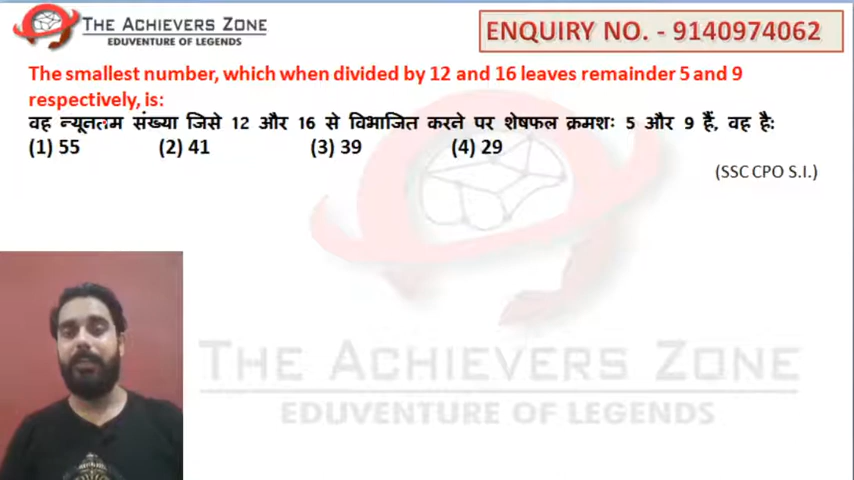 THE ACHIEVERS ZONE
EDUVENTURE OF LEGENDS
ENQUIRY NO. - 9140974062
The smallest number, which when divided by 12 and 16 leaves remainder 5 and 9
respectively, is:
वह न्यूनतम संख्या जिसे 12 और 16 से विभाजित करने पर शेषफल क्रमशः 5 और 9 हैं, वह है:
(1) 55 (2) 41 (3) 39 (4) 29
(SSC CPO S.I.)
THE ACHIEVERS ZONE
EDUVENTURE OF LEGENDS